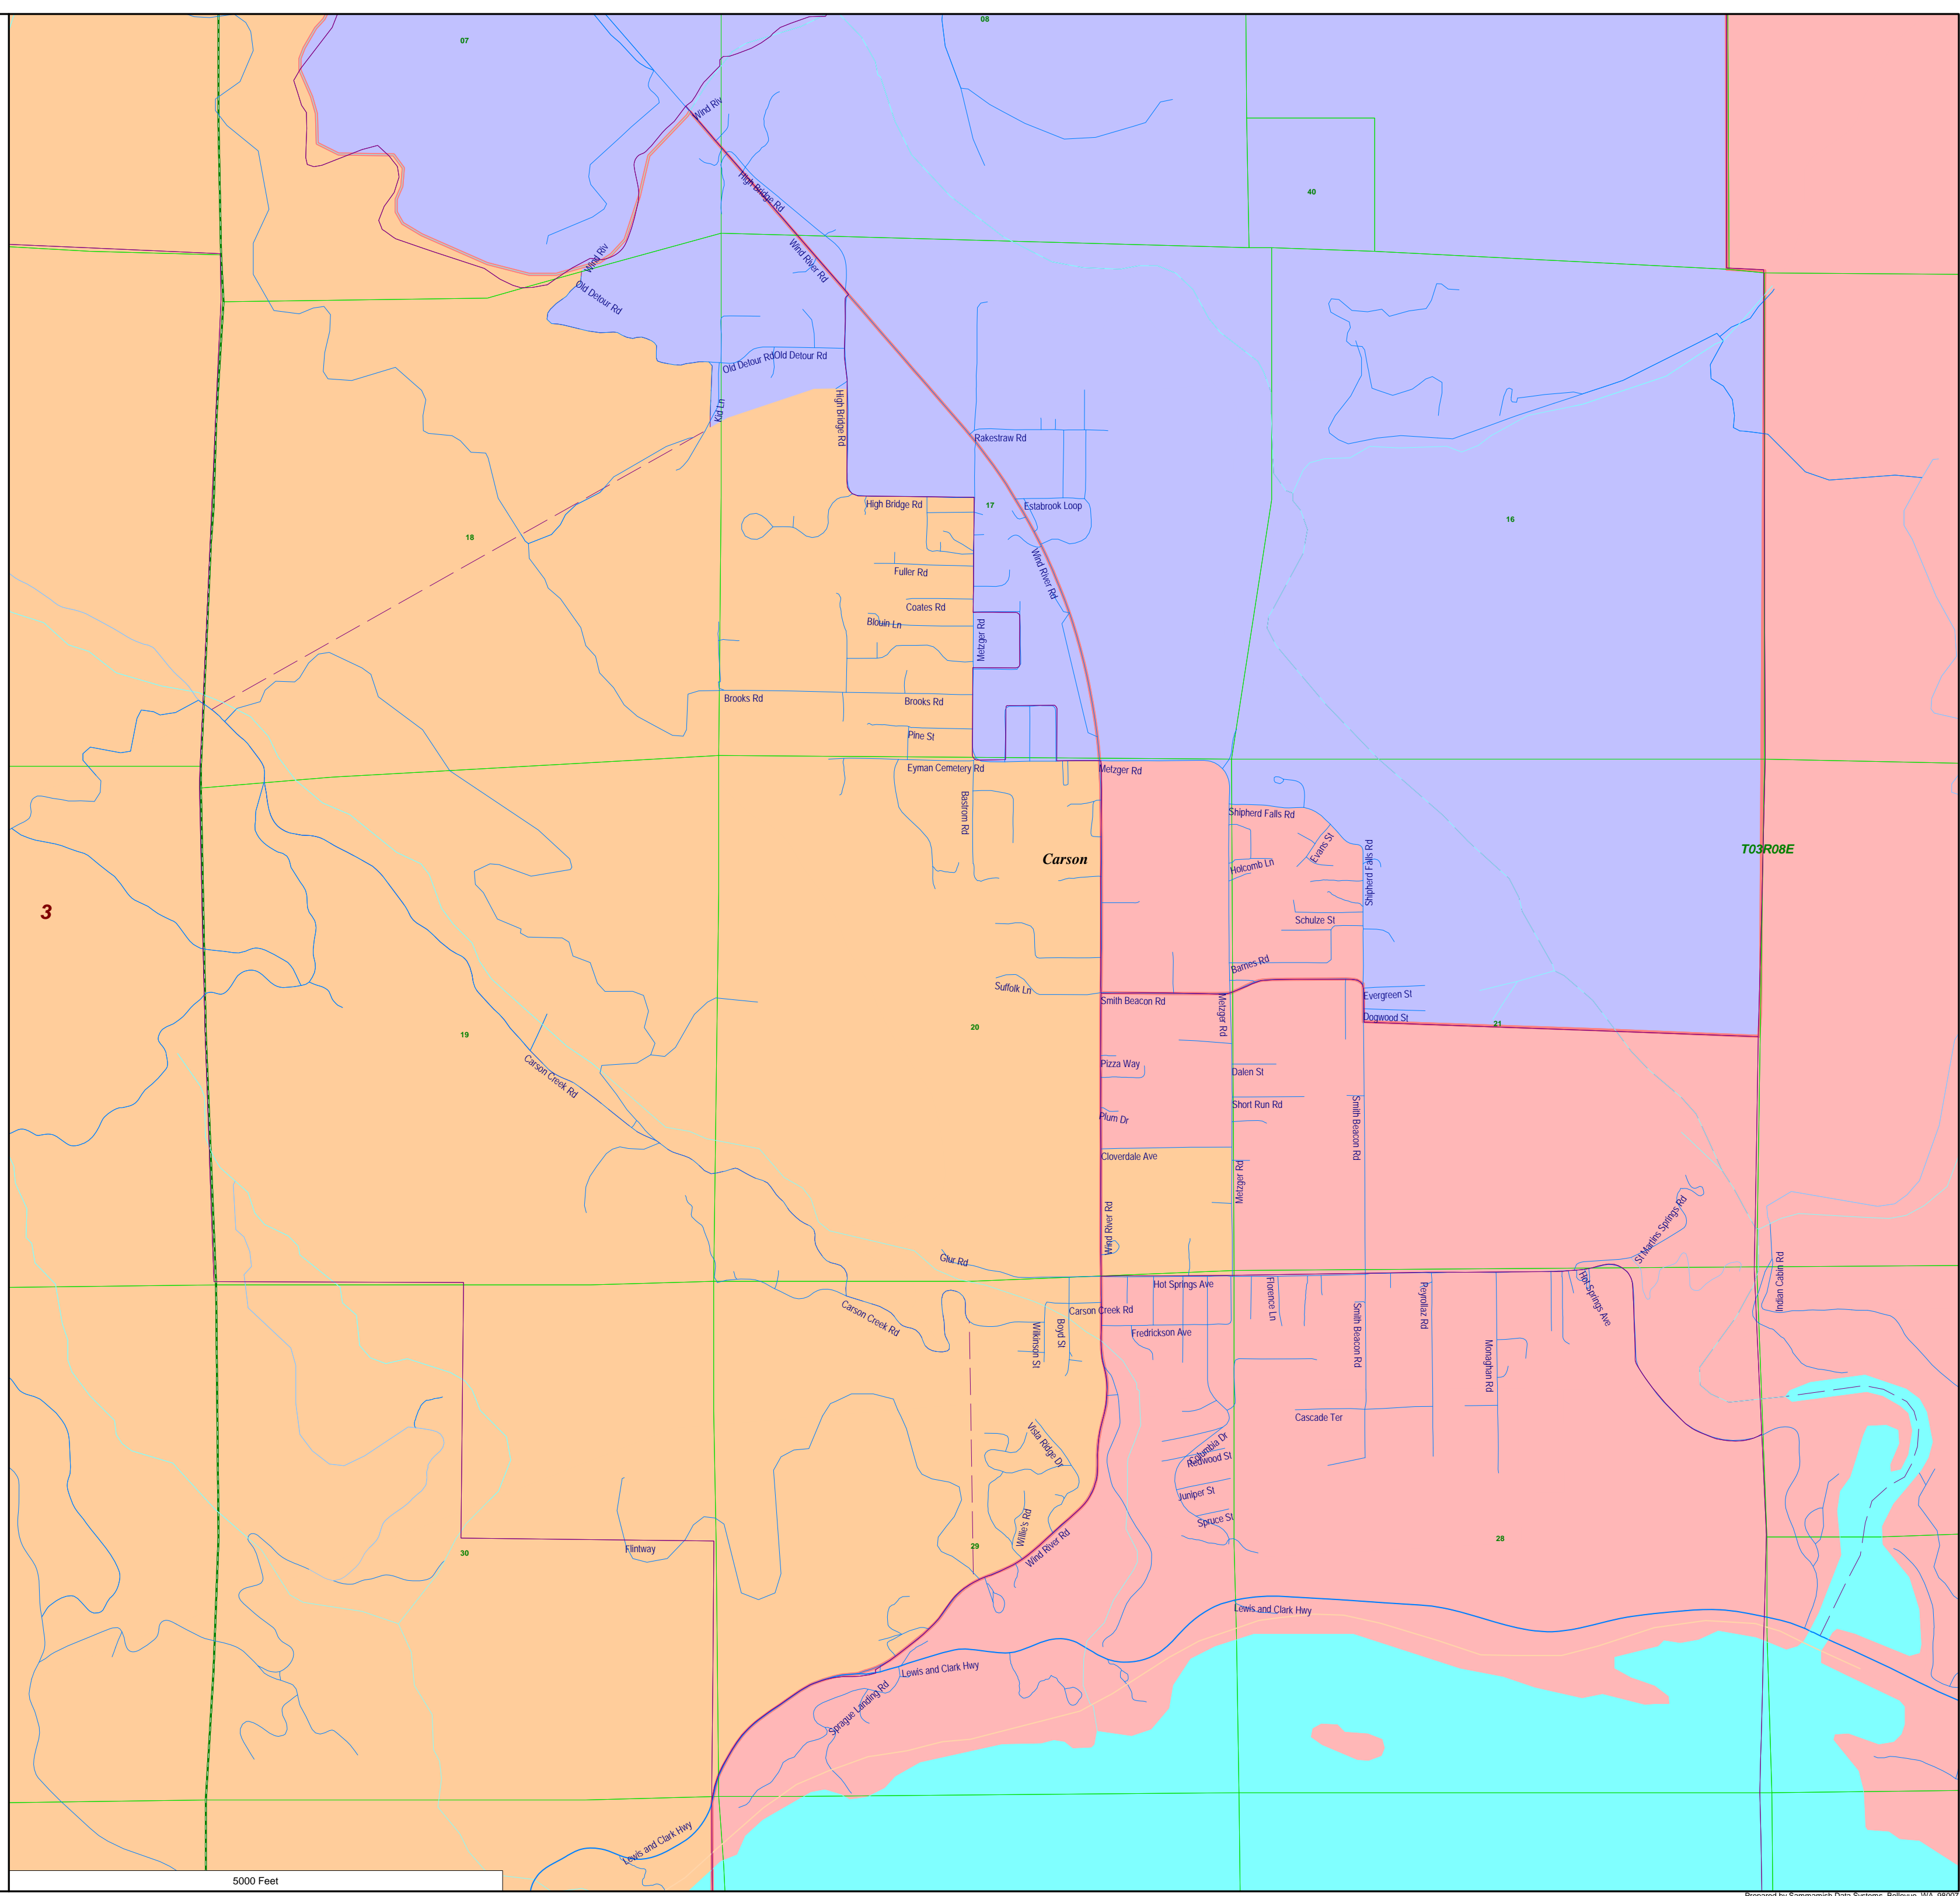 08
07
Wind Riv
High Bridge Rd
40
Wind River Rd
Wind Riv
Old Detour Rd
Old Detour Rd
Old Detour Rd
Kid Ln
High Bridge Rd
Rakestraw Rd
High Bridge Rd
17
Estabrook Loop
16
18
Wind River Rd
Fuller Rd
Coates Rd
Blouin Ln
Metzger Rd
Brooks Rd
Brooks Rd
Pine St
Eyman Cemetery Rd
Metzger Rd
Bastrom Rd
Shipherd Falls Rd
Evans St
Shipherd Falls Rd
T03R08E
Carson
Holcomb Ln
3
Schulze St
Barnes Rd
Suffolk Ln
Smith Beacon Rd
Metzger Rd
Evergreen St
Dogwood St
21
20
19
Carson Creek Rd
Pizza Way
Dalen St
Short Run Rd
Plum Dr
Smith Beacon Rd
Cloverdale Ave
Metzger Rd
Wind River Rd
St Martins Springs Rd
Glur Rd
Hot Springs Ave
Florence Ln
Hot Springs Ave
Indian Cabin Rd
Carson Creek Rd
Carson Creek Rd
Wilkinson St
Boyd St
Fredrickson Ave
Smith Beacon Rd
Peyrollaz Rd
Monaghan Rd
Cascade Ter
Vista Ridge Dr
Columbia Dr
Redwood St
Juniper St
Spruce St
Willie's Rd
Wind River Rd
29
28
30
Flintway
Lewis and Clark Hwy
Lewis and Clark Hwy
Sprague Landing Rd
Lewis and Clark Hwy
5000 Feet
Prepared by Sammamish Data Systems, Bellevue, WA 98007